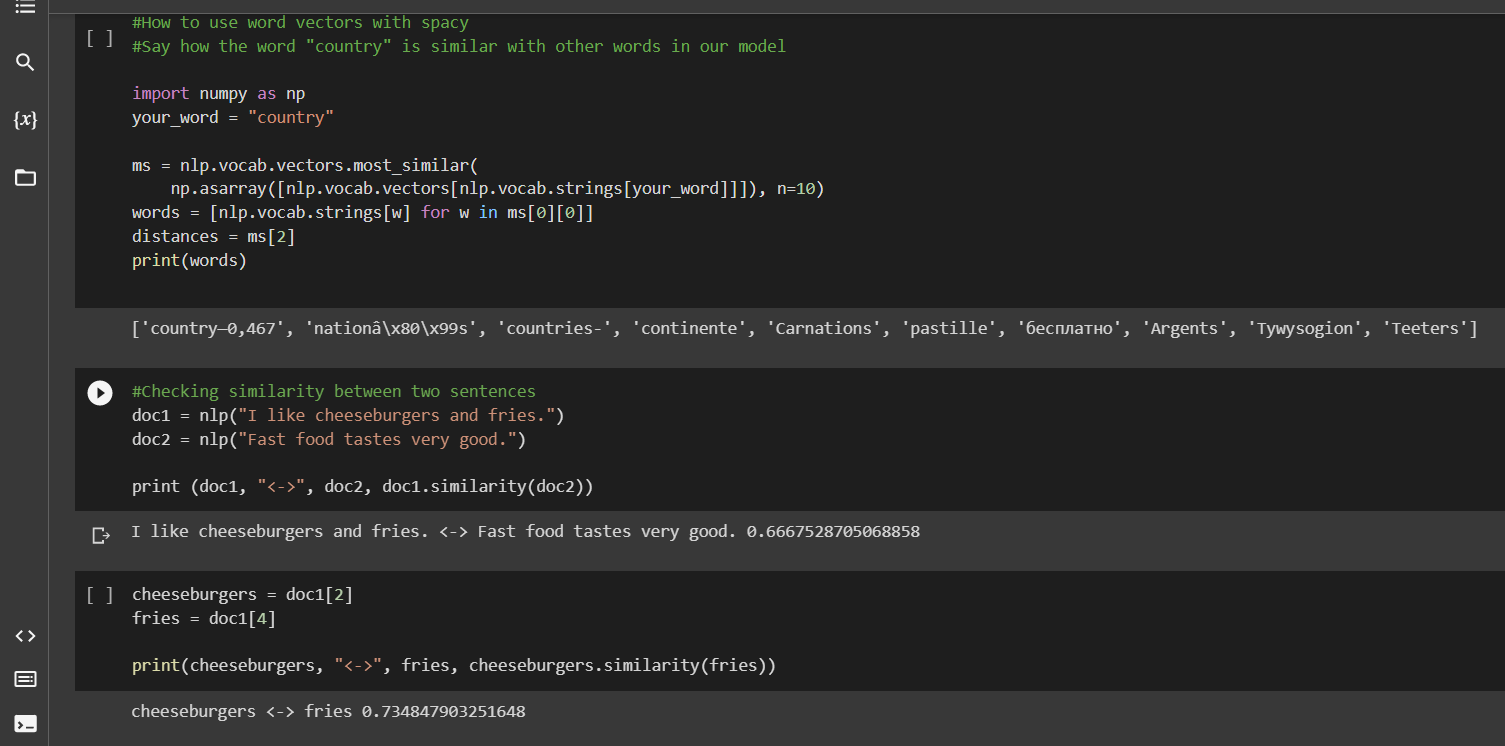 #How to use word vectors with spacy
[ ]
#Say how the word "country" is similar with other words in our model
import numpy as np
your_word = "country"
ms = nlp.vocab.vectors.most_similar(
np.asarray([nlp.vocab.vectors[nlp.vocab.strings[your_word]]]), n=10)
words = [nlp.vocab.strings[w] for w in ms[0][0]]
distances = ms[2]
print(words)
['country—0,467', 'nationâ\x80\x99s', 'countries-', 'continente', 'Carnations', 'pastille', 'бесплатно', 'Argents', 'Tywysogion', 'Teeters']
{x}
#Checking similarity between two sentences
doc1 = nlp("I like cheeseburgers and fries.")
doc2 = nlp("Fast food tastes very good.")
print (doc1, "<->", doc2, doc1.similarity(doc2))
I like cheeseburgers and fries. <-> Fast food tastes very good. 0.6667528705068858
[ ] cheeseburgers = doc1[2]
fries = doc1[4]
print(cheeseburgers, "<->", fries, cheeseburgers.similarity(fries))
cheeseburgers <-> fries 0.734847903251648